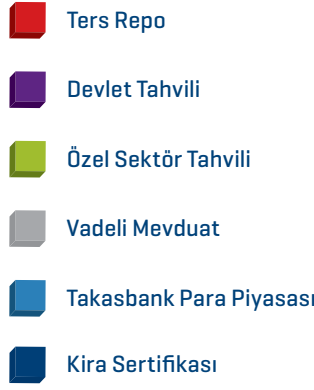 Ters Repo
Devlet Tahvili
Özel Sektör Tahvili
Vadeli Mevduat
Takasbank Para Piyasası
Kira Sertifikası